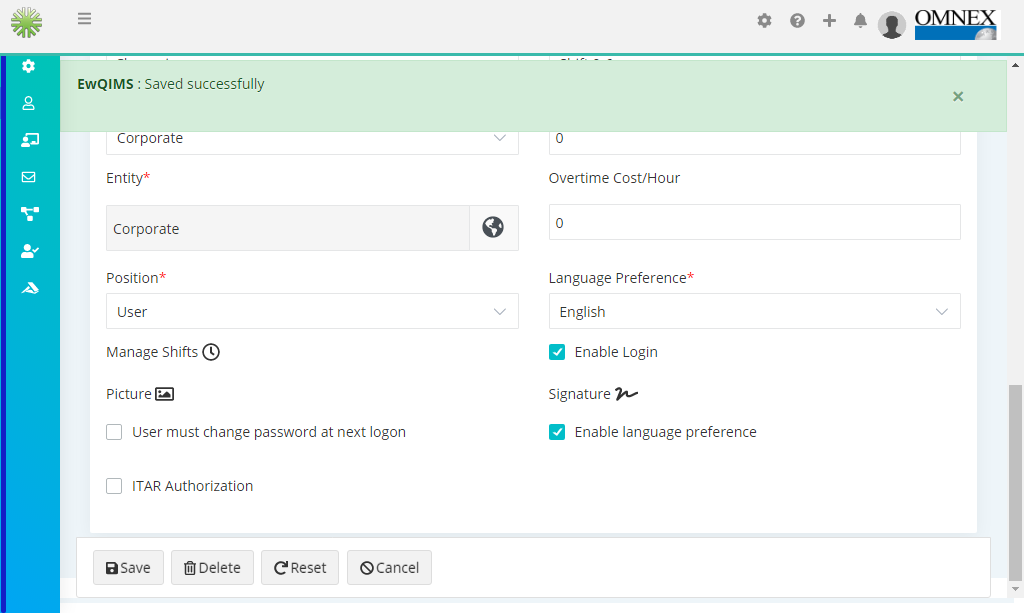 OMNEX
EwQIMS : Saved successfully
×
Corporate
0
Entity*
Overtime Cost/Hour
Corporate
0
Position*
Language Preference*
User
English
Manage Shifts
Enable Login
Picture
Signature
User must change password at next logon
Enable language preference
ITAR Authorization
Save
Delete
Reset
Cancel